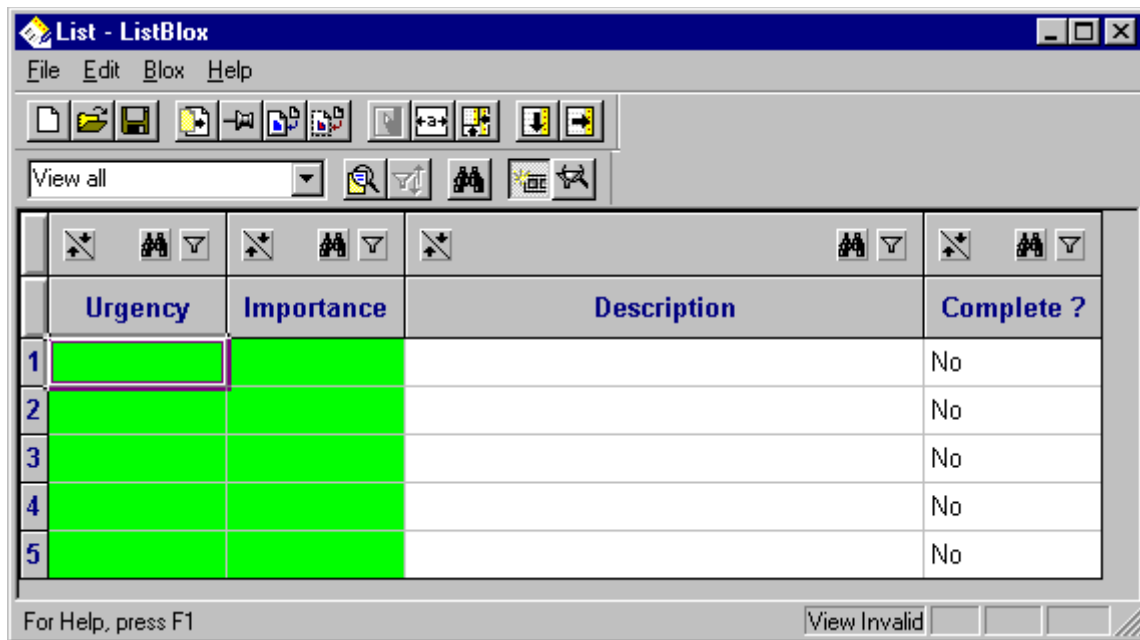 List - ListBlox
File Edit Blox Help
View all
Urgency Importance Description Complete ?
1 No
2 No
3 No
4 No
5 No
For Help, press F1 View Invalid